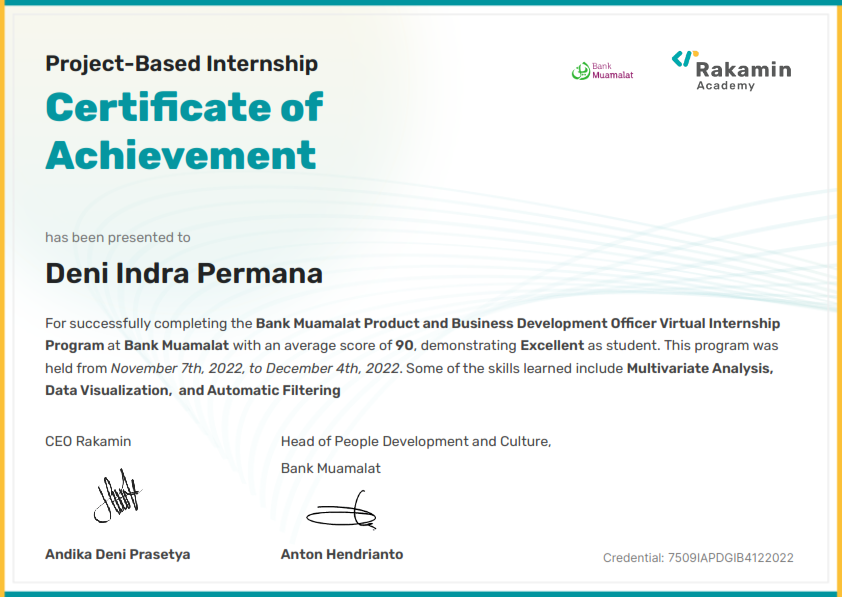 Project-Based Internship
Certificate of
Achievement
Bank
Muamalat
Rakamin
Academy
has been presented to
Deni Indra Permana
For successfully completing the Bank Muamalat Product and Business Development Officer Virtual Internship
Program at Bank Muamalat with an average score of 90, demonstrating Excellent as student. This program was
held from November 7th, 2022, to December 4th, 2022. Some of the skills learned include Multivariate Analysis,
Data Visualization, and Automatic Filtering
CEO Rakamin
Head of People Development and Culture,
Bank Muamalat
Andika Deni Prasetya
Anton Hendrianto
Credential: 7509IAPDGIB4122022